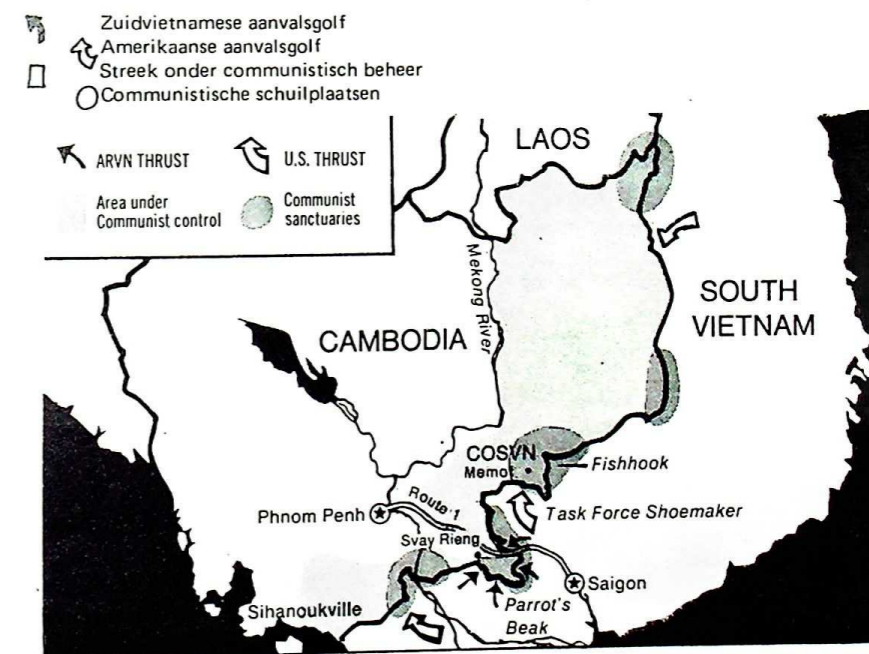 Zuidvietnamese aanvalsgolf
Amerikaanse aanvalsgolf
Streek onder communistisch beheer
Communistische schuilplaatsen
ARVN THRUST
U.S. THRUST
Area under
Communist control
Communist
sanctuaries
LAOS
Mekong River
SOUTH
VIETNAM
CAMBODIA
COSVN
Memot
Fishhook
Route 1
Phnom Penh
Task Force Shoemaker
Svay Rieng
Saigon
Sihanoukville
Parrot's
Beak